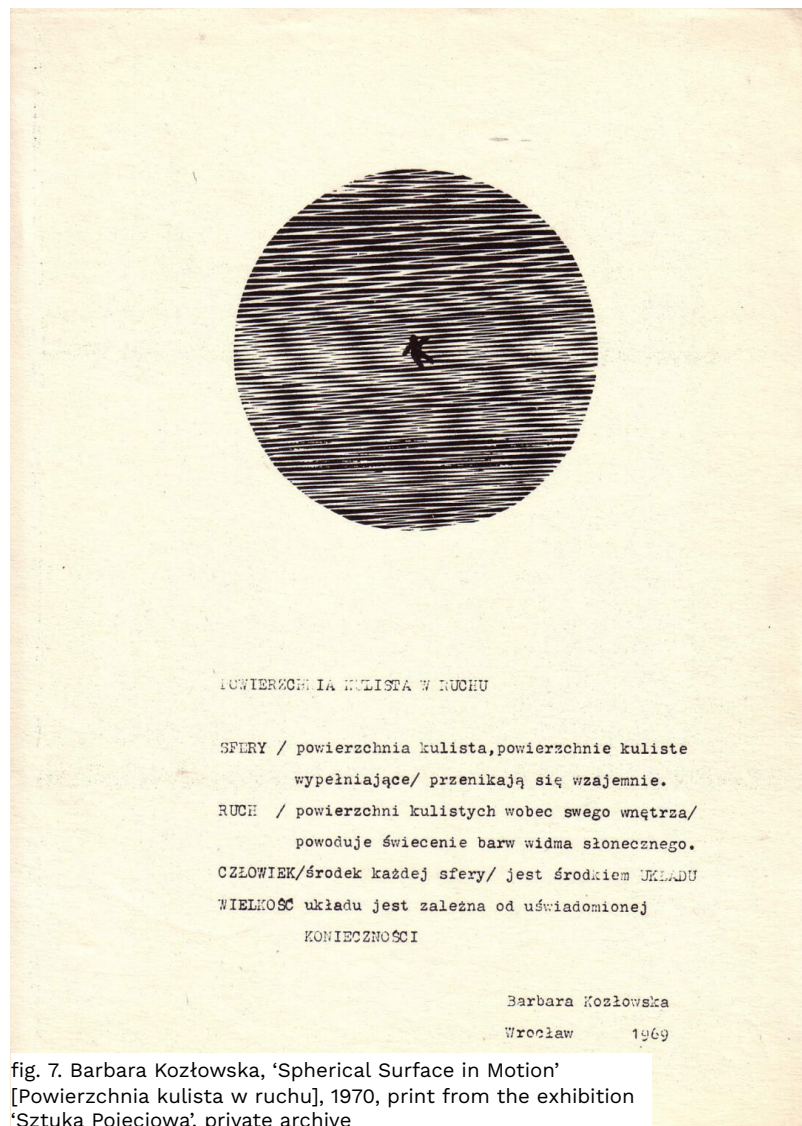 POWIERZCHNIA KULISTA W RUCHU
SFERY / powierzchnia kulista,powierzchnie kuliste
wypełniające/ przenikają się wzajemnie.
RUCH / powierzchni kulistych wobec swego wnętrza/
powoduje świecenie barw widma słonecznego.
CZŁOWIEK/środek każdej sfery/ jest środkiem UKŁADU
WIELKOŚĆ układu jest zależna od uświadomionej
KONIECZNOŚCI
Barbara Kozłowska
Wrocław 1969
fig. 7. Barbara Kozłowska, ‘Spherical Surface in Motion’
[Powierzchnia kulista w ruchu], 1970, print from the exhibition
‘Sztuka Pojęciowa’, private archive